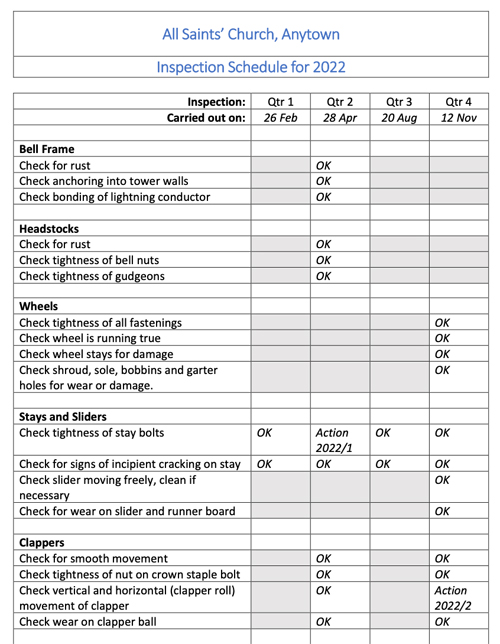 All Saints’ Church, Anytown
Inspection Schedule for 2022
Inspection: Qtr 1 Qtr 2 Qtr 3 Qtr 4
Carried out on: 26 Feb 28 Apr 20 Aug 12 Nov
Bell Frame
Check for rust OK
Check anchoring into tower walls OK
Check bonding of lightning conductor OK
Headstocks
Check for rust OK
Check tightness of bell nuts OK
Check tightness of gudgeons OK
Wheels
Check tightness of all fastenings OK
Check wheel is running true OK
Check wheel stays for damage OK
Check shroud, sole, bobbins and garter OK
holes for wear or damage.
Stays and Sliders
Check tightness of stay bolts OK Action OK OK
2022/1
Check for signs of incipient cracking on stay OK OK OK OK
Check slider moving freely, clean if OK
necessary
Check for wear on slider and runner board OK
Clappers
Check for smooth movement OK OK
Check tightness of nut on crown staple bolt OK OK
Check vertical and horizontal (clapper roll) OK Action
movement of clapper 2022/2
Check wear on clapper ball OK OK